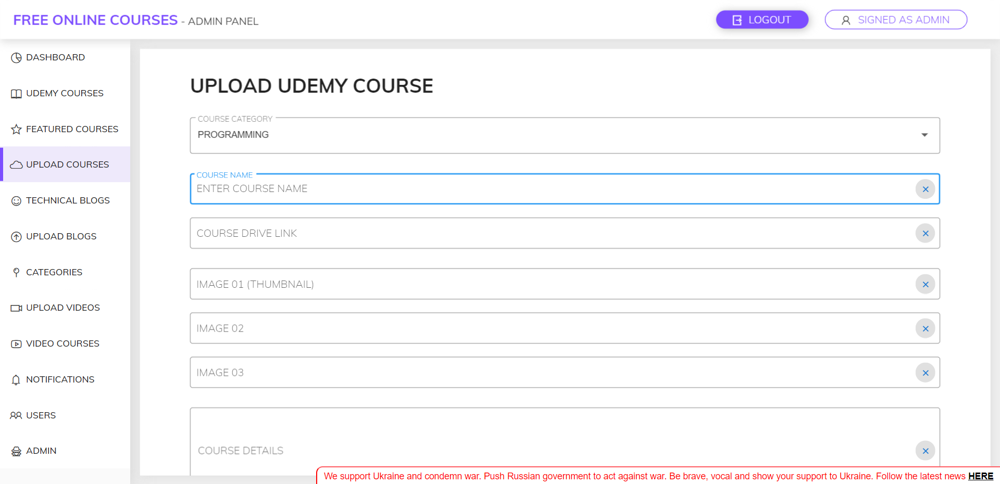 FREE ONLINE COURSES - ADMIN PANEL
LOGOUT
SIGNED AS ADMIN
DASHBOARD
UDEMY COURSES
FEATURED COURSES
UPLOAD COURSES
TECHNICAL BLOGS
UPLOAD BLOGS
CATEGORIES
UPLOAD VIDEOS
VIDEO COURSES
NOTIFICATIONS
USERS
ADMIN
UPLOAD UDEMY COURSE
COURSE CATEGORY
PROGRAMMING
COURSE NAME
ENTER COURSE NAME
COURSE DRIVE LINK
IMAGE 01 (THUMBNAIL)
IMAGE 02
IMAGE 03
COURSE DETAILS
We support Ukraine and condemn war. Push Russian government to act against war. Be brave, vocal and show your support to Ukraine. Follow the latest news HERE